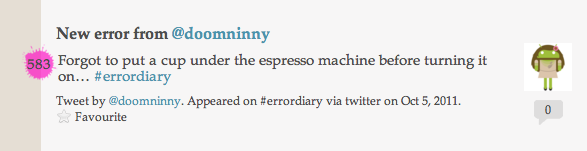 New error from @doomninny
583
Forgot to put a cup under the espresso machine before turning it
on… #errordiary
Tweet by @doomninny. Appeared on #errordiary via twitter on Oct 5, 2011.
Favourite
0